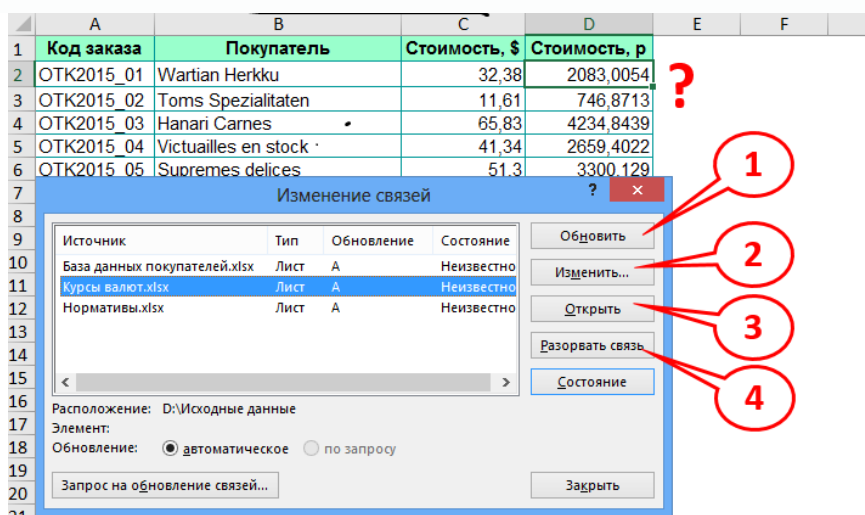 A B C D E F
1 Код заказа Покупатель Стоимость, $ Стоимость, р
2 OTK2015_01 Wartian Herkku 32,38 2083,0054 ?
3 OTK2015_02 Toms Spezialitaten 11,61 746,8713
4 OTK2015_03 Hanari Carnes 65,83 4234,8439
5 OTK2015_04 Victuailles en stock 41,34 2659,4022
6 OTK2015_05 Supremes delices 51,3 3300,129
7 Изменение связей ? ×
8
9 Источник Тип Обновление Состояние Обновить 1
10 База данных покупателей.xlsx Лист А Неизвестно Изменить... 2
11 Курсы валют.xlsx Лист А Неизвестно
12 Нормативы.xlsx Лист А Неизвестно Открыть 3
13
14 Разорвать связь
15 < > Состояние 4
16 Расположение: D:\Исходные данные
17 Элемент:
18 Обновление: автоматическое по запросу
19
20 Запрос на обновление связей... Закрыть
21